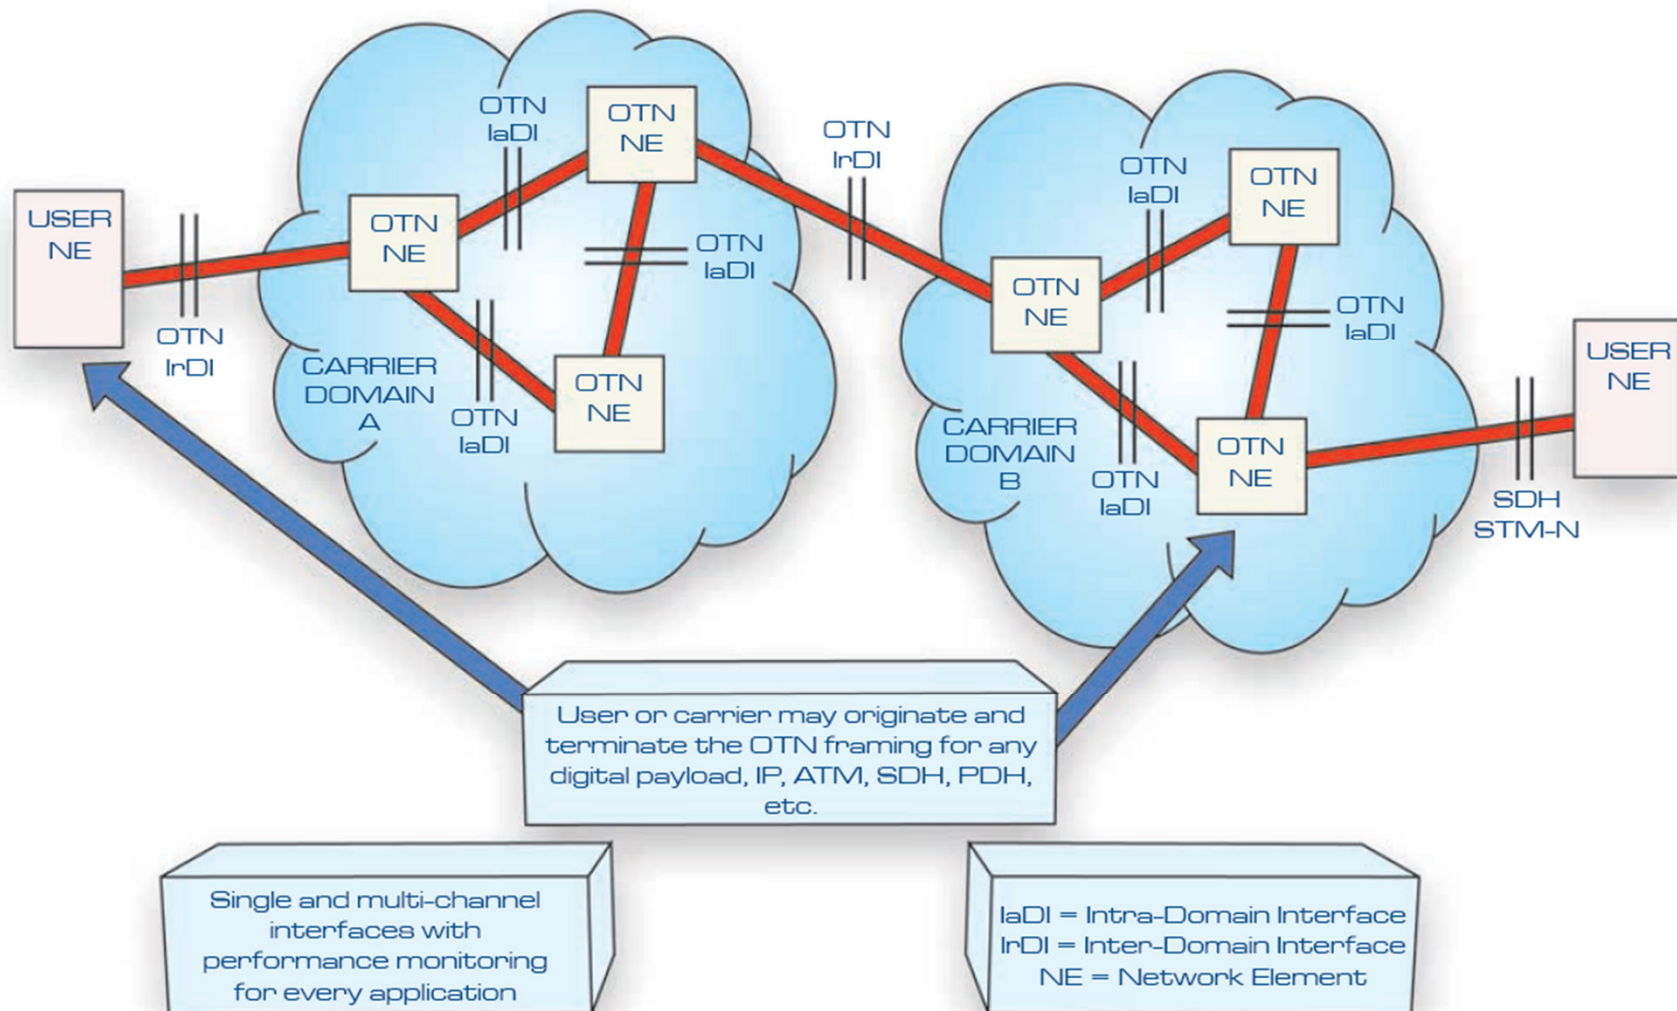 USER
NE
OTN
IrDI
OTN
NE
OTN
IaDI
OTN
NE
OTN
IaDI
OTN
IaDI
OTN
NE
CARRIER
DOMAIN
A
OTN
IrDI
OTN
NE
OTN
IaDI
OTN
NE
OTN
IaDI
OTN
IaDI
OTN
NE
CARRIER
DOMAIN
B
SDH
STM-N
USER
NE
User or carrier may originate and
terminate the OTN framing for any
digital payload, IP, ATM, SDH, PDH,
etc.
Single and multi-channel
interfaces with
performance monitoring
for every application
IaDI = Intra-Domain Interface
IrDI = Inter-Domain Interface
NE = Network Element